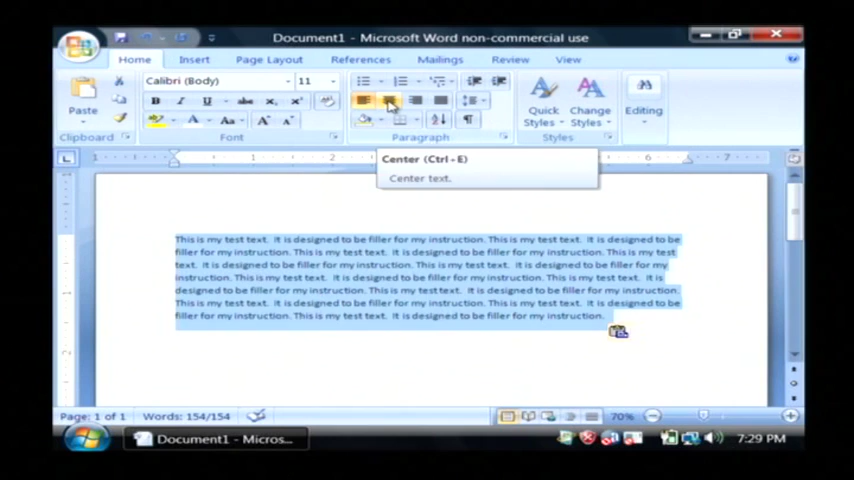 Document1 - Microsoft Word non-commercial use
Home Insert Page Layout References Mailings Review View
Paste
Calibri (Body) 11
B I U abc x₂ x²
A Aa A A
Quick Styles
Change Styles
Editing
Clipboard Font Paragraph Styles
1 1 6 7
Center (Ctrl - E)
Center text.
This is my test text. It is designed to be filler for my instruction. This is my test text. It is designed to be
filler for my instruction. This is my test text. It is designed to be filler for my instruction. This is my test
text. It is designed to be filler for my instruction. This is my test text. It is designed to be filler for my
instruction. This is my test text. It is designed to be filler for my instruction. This is my test text. It is
designed to be filler for my instruction. This is my test text. It is designed to be filler for my instruction.
This is my test text. It is designed to be filler for my instruction. This is my test text. It is designed to be
filler for my instruction. This is my test text. It is designed to be filler for my instruction.
Page: 1 of 1 Words: 154/154 70%
Document1 - Micros... 7:29 PM